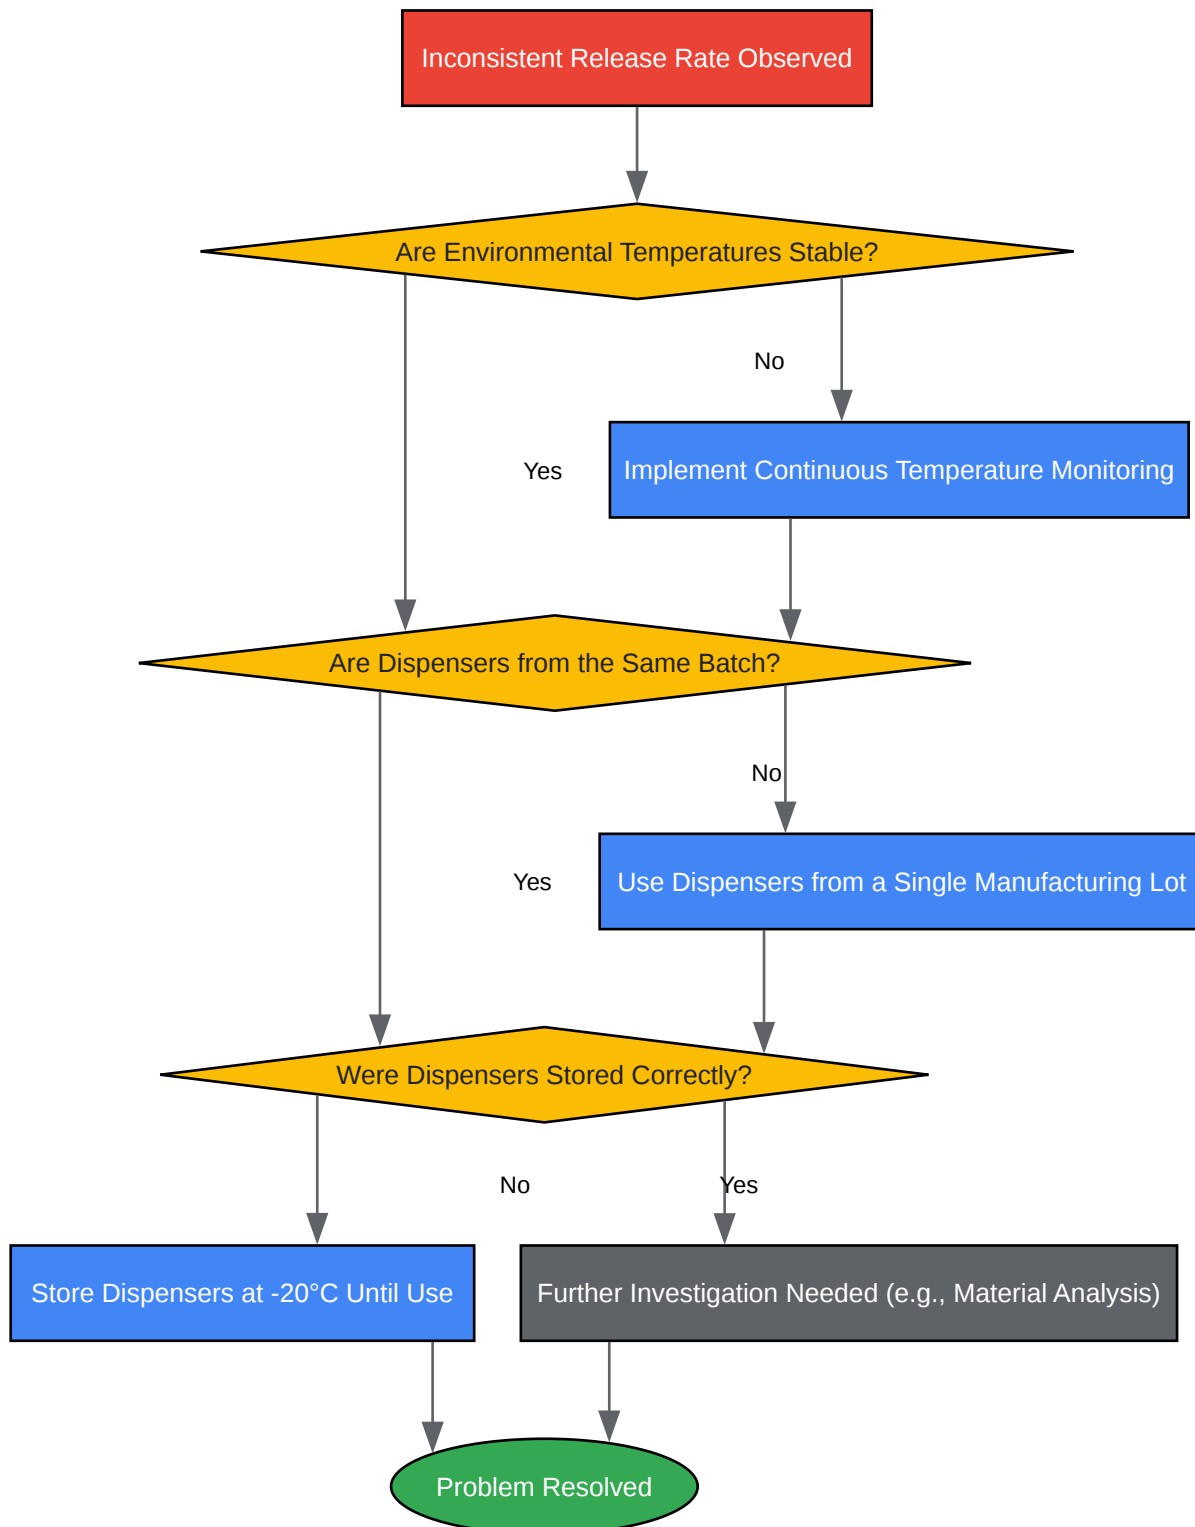 Inconsistent Release Rate Observed
Are Environmental Temperatures Stable?
No
Yes
Implement Continuous Temperature Monitoring
Are Dispensers from the Same Batch?
No
Yes
Use Dispensers from a Single Manufacturing Lot
Were Dispensers Stored Correctly?
No
Yes
Store Dispensers at -20°C Until Use
Further Investigation Needed (e.g., Material Analysis)
Problem Resolved